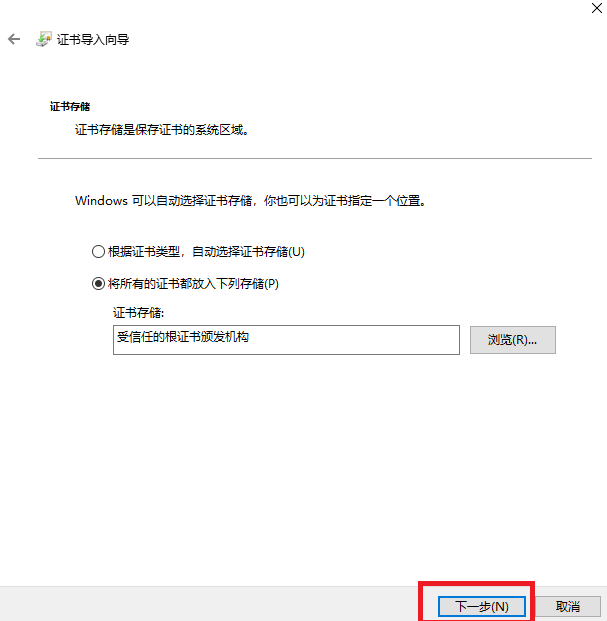 证书导入向导
证书存储
证书存储是保存证书的系统区域。
Windows 可以自动选择证书存储，你也可以为证书指定一个位置。
根据证书类型，自动选择证书存储(U)
将所有的证书都放入下列存储(P)
证书存储:
受信任的根证书颁发机构
浏览(R)...
下一步(N)
取消